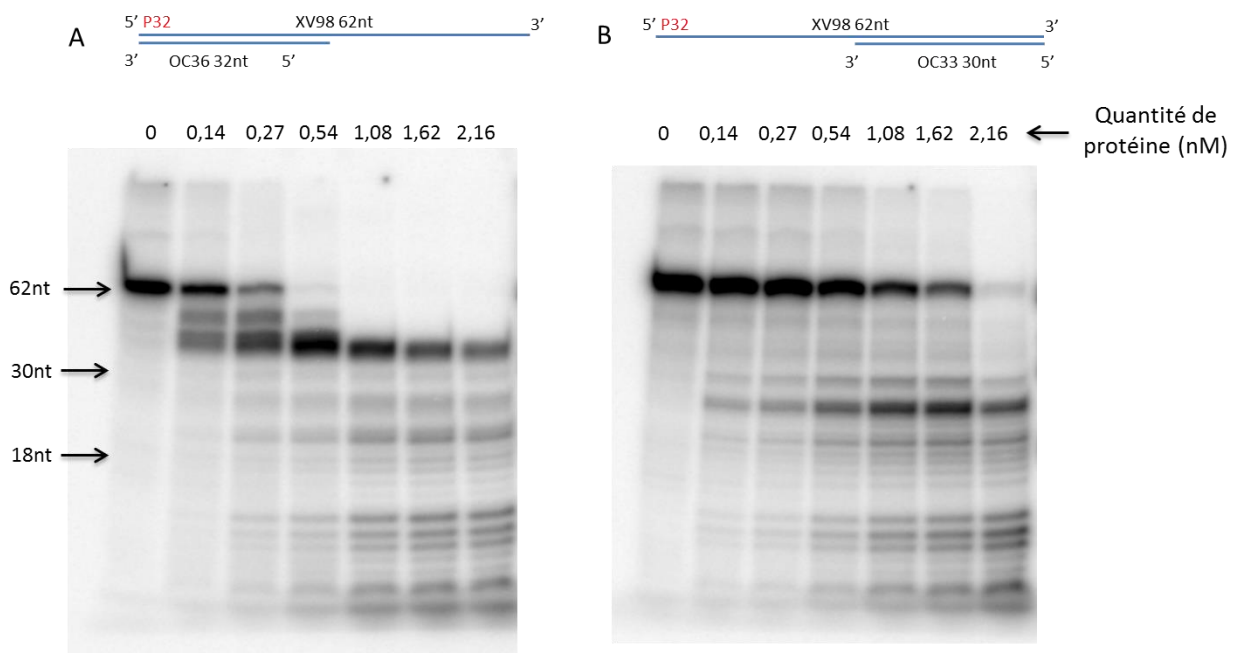 A
5’ P32 XV98 62nt 3’
3’ OC36 32nt 5’
B
5’ P32 XV98 62nt 3’
3’ OC33 30nt 5’
0 0,14 0,27 0,54 1,08 1,62 2,16
0 0,14 0,27 0,54 1,08 1,62 2,16
Quantité de
protéine (nM)
62nt
30nt
18nt